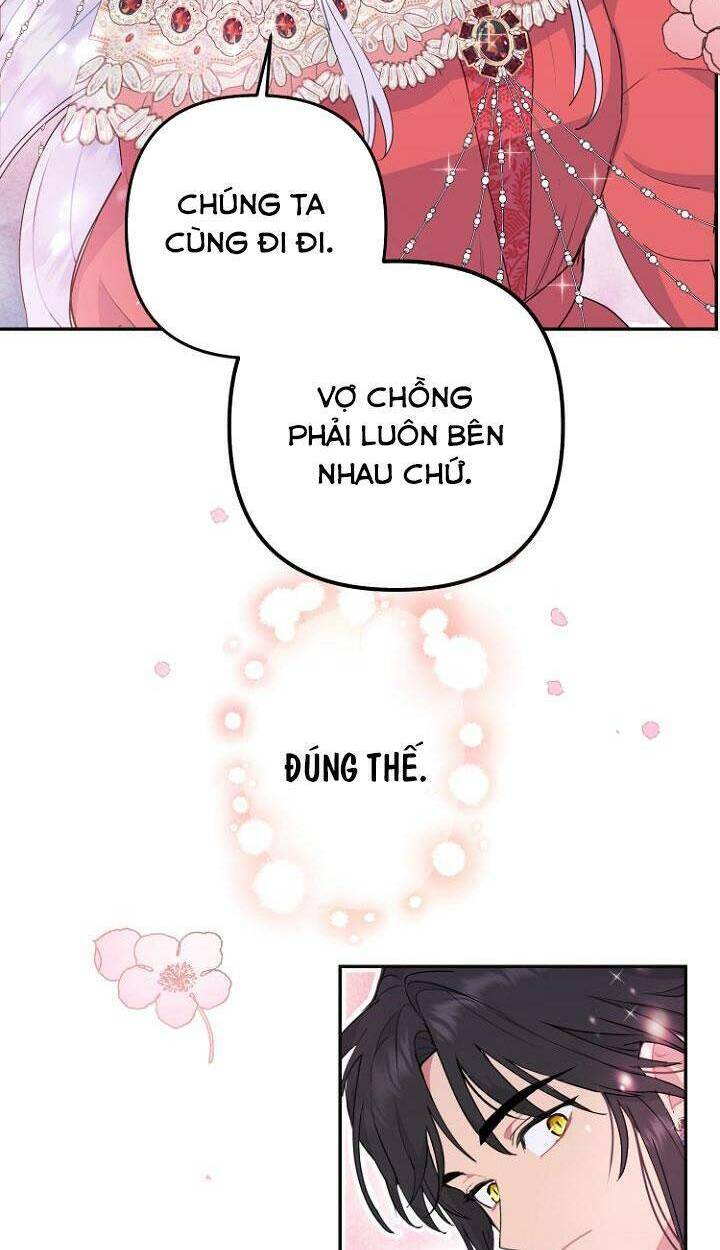 CHÚNG TA
CÙNG ĐI ĐI.
VỢ CHỒNG
PHẢI LUÔN BÊN
NHAU CHỨ.
ĐÚNG THẾ.